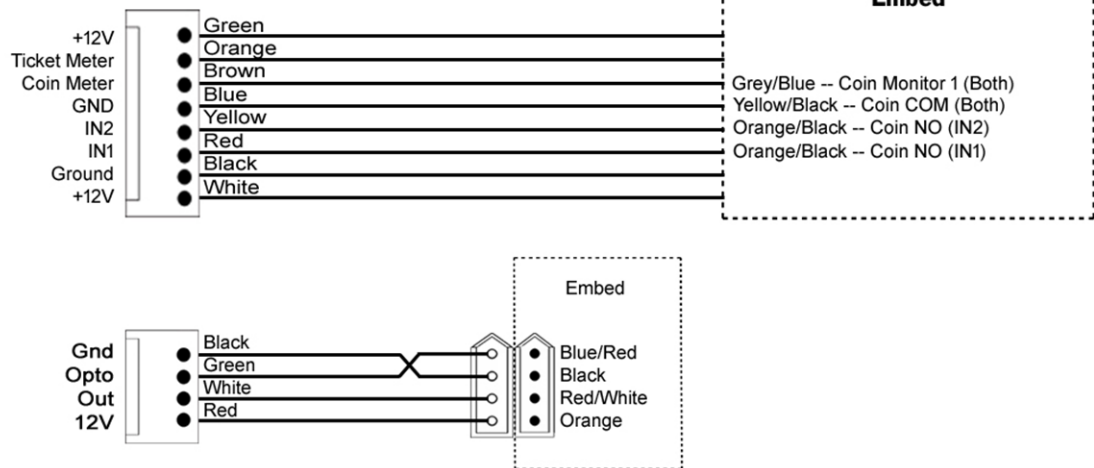 Embed
+12V Green
Ticket Meter Orange
Coin Meter Brown Grey/Blue -- Coin Monitor 1 (Both)
GND Blue Yellow/Black -- Coin COM (Both)
IN2 Yellow Orange/Black -- Coin NO (IN2)
IN1 Red Orange/Black -- Coin NO (IN1)
Ground Black
+12V White
Embed
Gnd Black Blue/Red
Opto Green Black
Out White Red/White
12V Red Orange